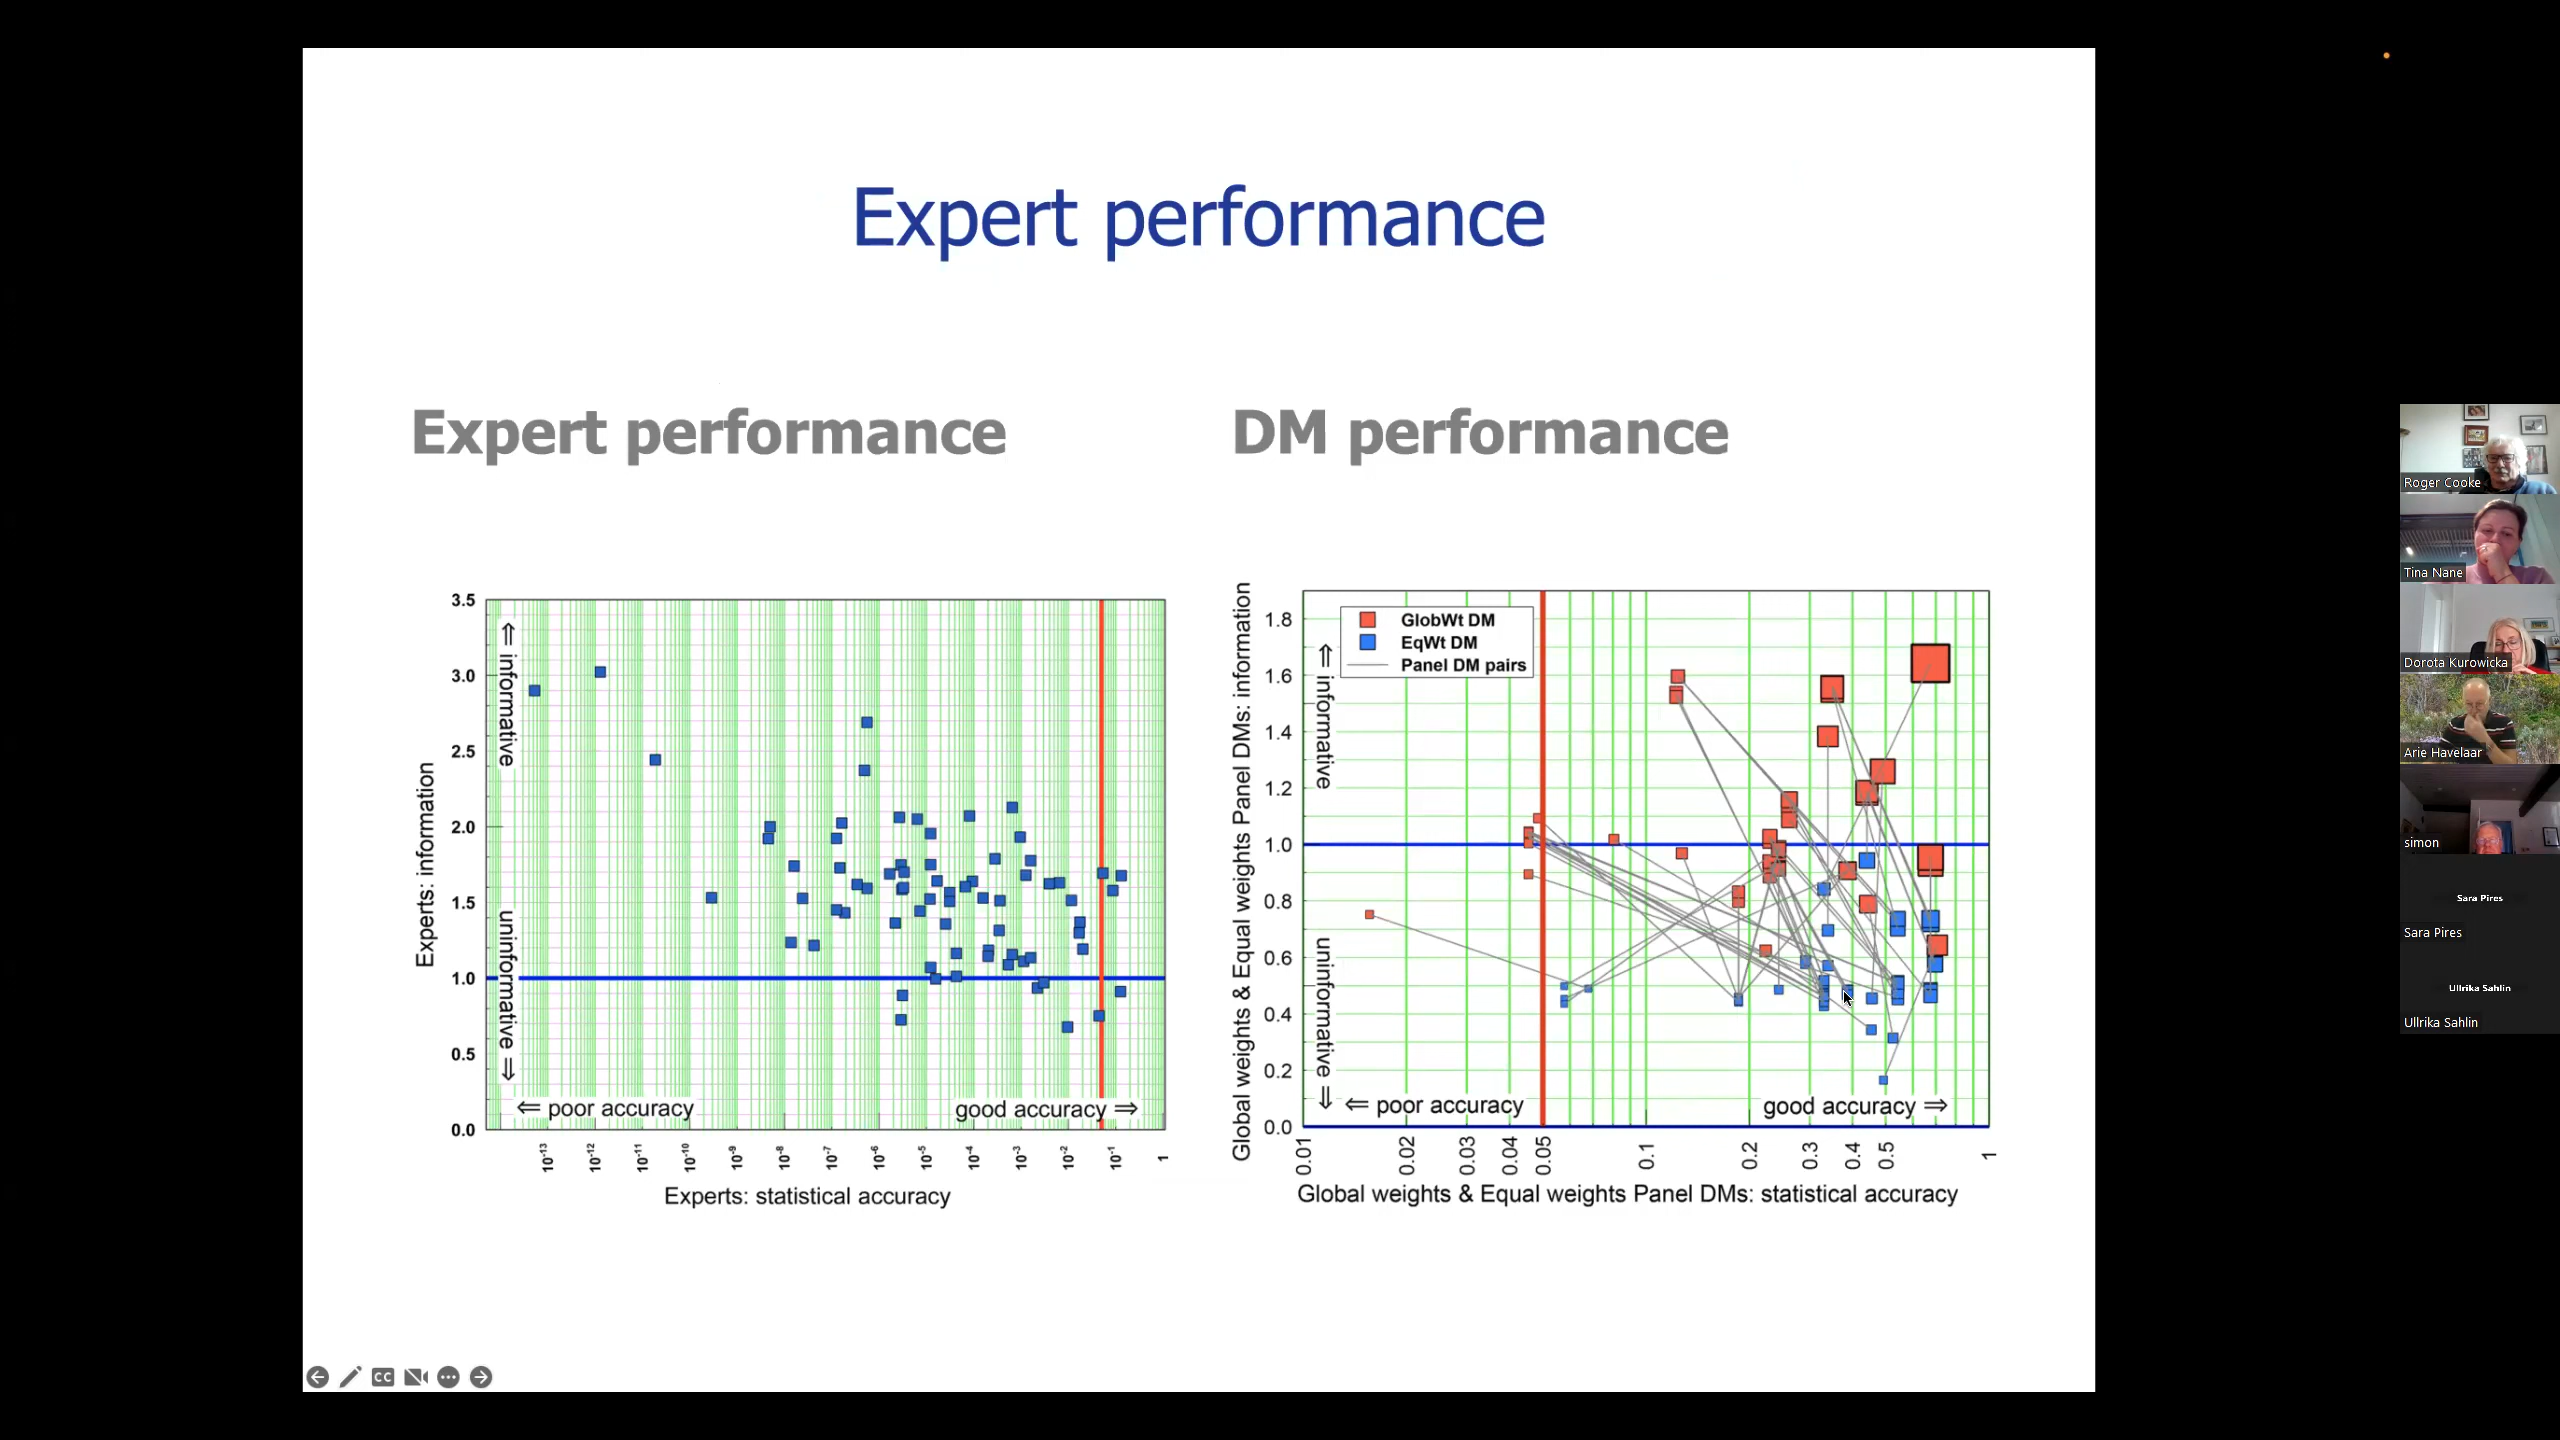 Expert performance
Expert performance
DM performance
3.5
3.0
2.5
2.0
1.5
1.0
0.5
0.0
Experts: information
⇐ uninformative
informative ⇒
⇐ poor accuracy
good accuracy ⇒
10⁻¹³
10⁻¹²
10⁻¹¹
10⁻¹⁰
10⁻⁹
10⁻⁸
10⁻⁷
10⁻⁶
10⁻⁵
10⁻⁴
10⁻³
10⁻²
10⁻¹
1
Experts: statistical accuracy
Global weights & Equal weights Panel DMs: information
1.8
1.6
1.4
1.2
1.0
0.8
0.6
0.4
0.2
0.0
GlobWt DM
EqWt DM
Panel DM pairs
⇐ informative
uninformative ⇒
⇐ poor accuracy
good accuracy ⇒
0.01
0.02
0.03
0.04
0.05
0.1
0.2
0.3
0.4
0.5
1
Global weights & Equal weights Panel DMs: statistical accuracy
CC
Roger Cooke
Tina Nane
Dorota Kurowicka
Arie Havelaar
simon
Sara Pires
Sara Pires
Ullrika Sahlin
Ullrika Sahlin